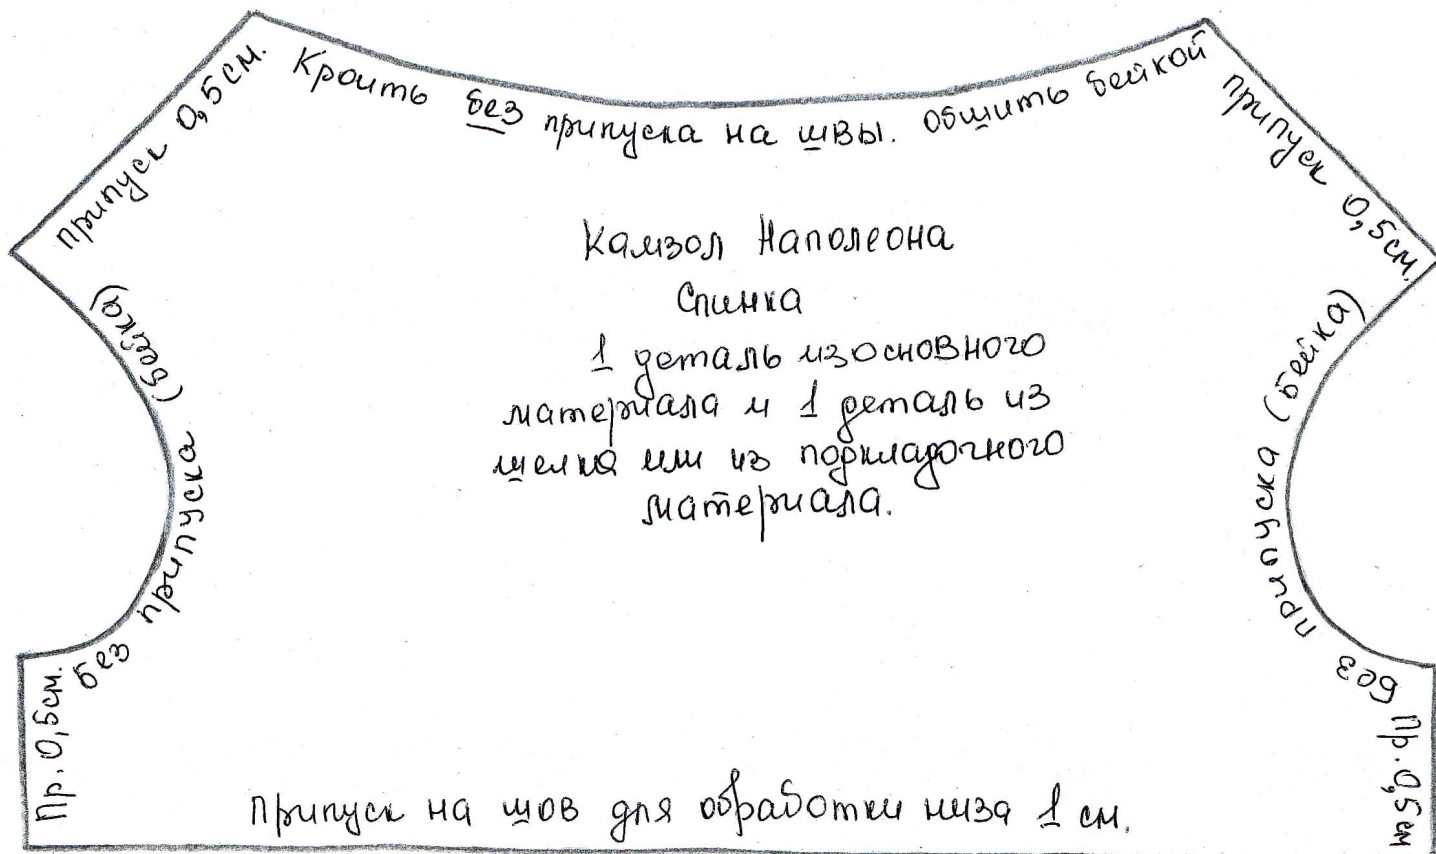 припуск 0,5см.
Кроить без припуска на швы. обшить бейкой
припуск 0,5см.
Камзол Наполеона
Спинка
1 деталь из основного
материала и 1 деталь из
шелка или из подкладочного
материала.
без припуска (бейка)
без припуска (бейка)
Пр. 0,5см.
Пр. 0,5см
Припуск на шов для обработки низа 1 см.